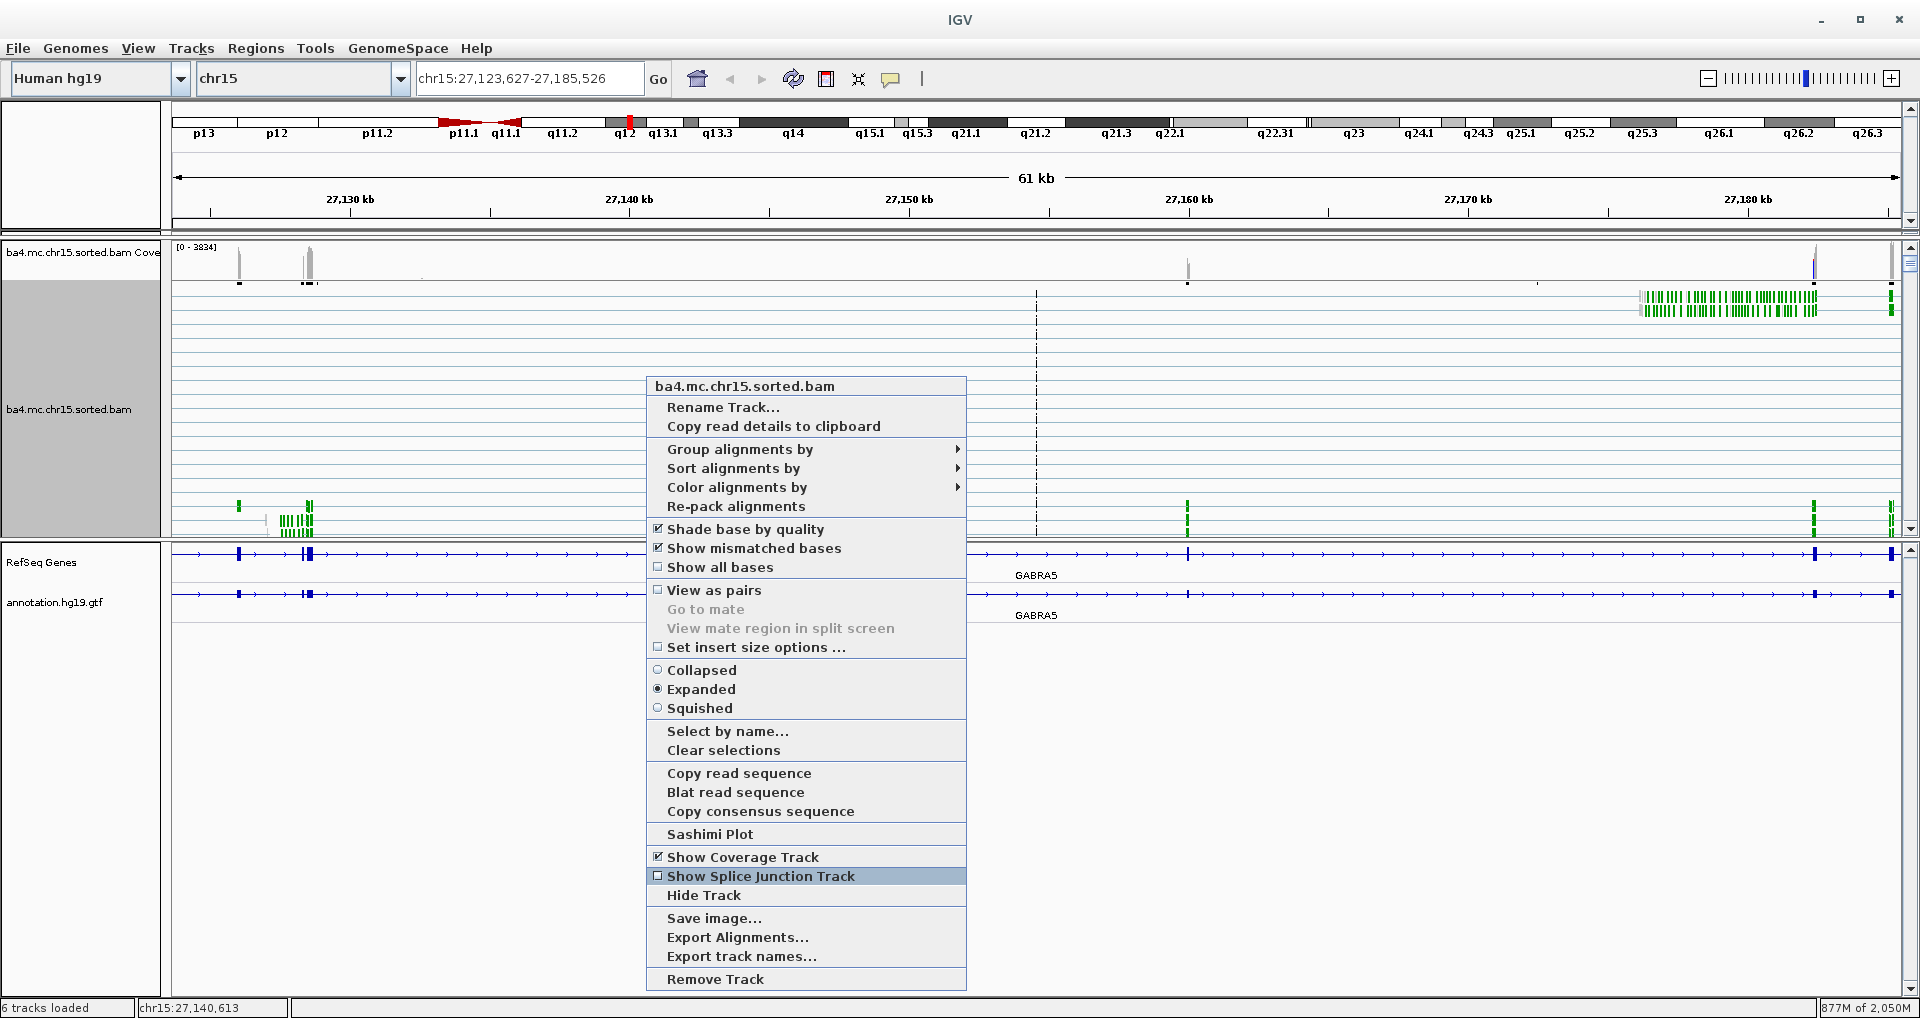 IGV
File Genomes View Tracks Regions Tools GenomeSpace Help
Human hg19 chr15 chr15:27,123,627-27,185,526 Go
p13 p12 p11.2 p11.1 q11.1 q11.2 q12 q13.1 q13.3 q14 q15.1 q15.3 q21.1 q21.2 q21.3 q22.1 q22.31 q23 q24.1 q24.3 q25.1 q25.2 q25.3 q26.1 q26.2 q26.3
61 kb
27,130 kb 27,140 kb 27,150 kb 27,160 kb 27,170 kb 27,180 kb
ba4.mc.chr15.sorted.bam Cove
[0 - 3834]
ba4.mc.chr15.sorted.bam
ba4.mc.chr15.sorted.bam
Rename Track...
Copy read details to clipboard
Group alignments by
Sort alignments by
Color alignments by
Re-pack alignments
Shade base by quality
Show mismatched bases
Show all bases
View as pairs
Go to mate
View mate region in split screen
Set insert size options ...
Collapsed
Expanded
Squished
Select by name...
Clear selections
Copy read sequence
Blat read sequence
Copy consensus sequence
Sashimi Plot
Show Coverage Track
Show Splice Junction Track
Hide Track
Save image...
Export Alignments...
Export track names...
Remove Track
RefSeq Genes
GABRA5
annotation.hg19.gtf
GABRA5
6 tracks loaded chr15:27,140,613 877M of 2,050M